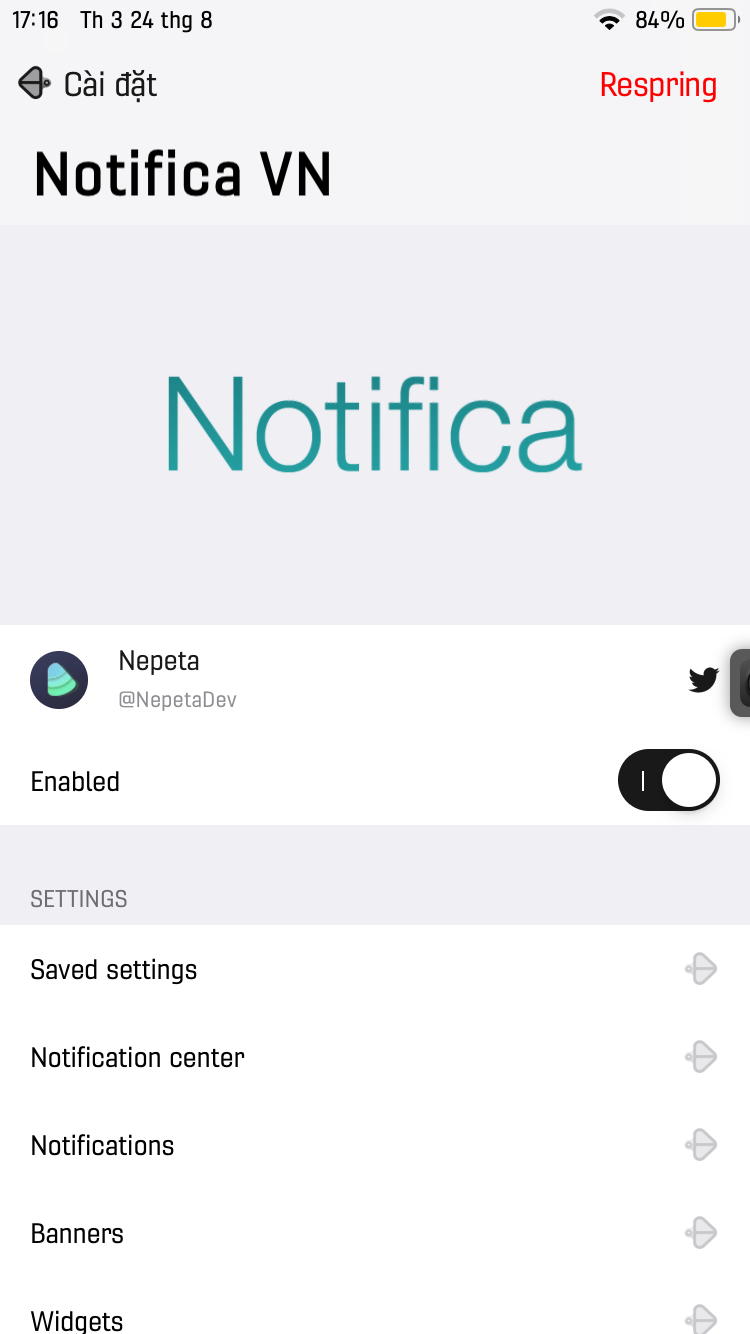 17:16 Th 3 24 thg 8 84%
Cài đặt Respring
Notifica VN
Notifica
Nepeta
@NepetaDev
Enabled
SETTINGS
Saved settings
Notification center
Notifications
Banners
Widgets